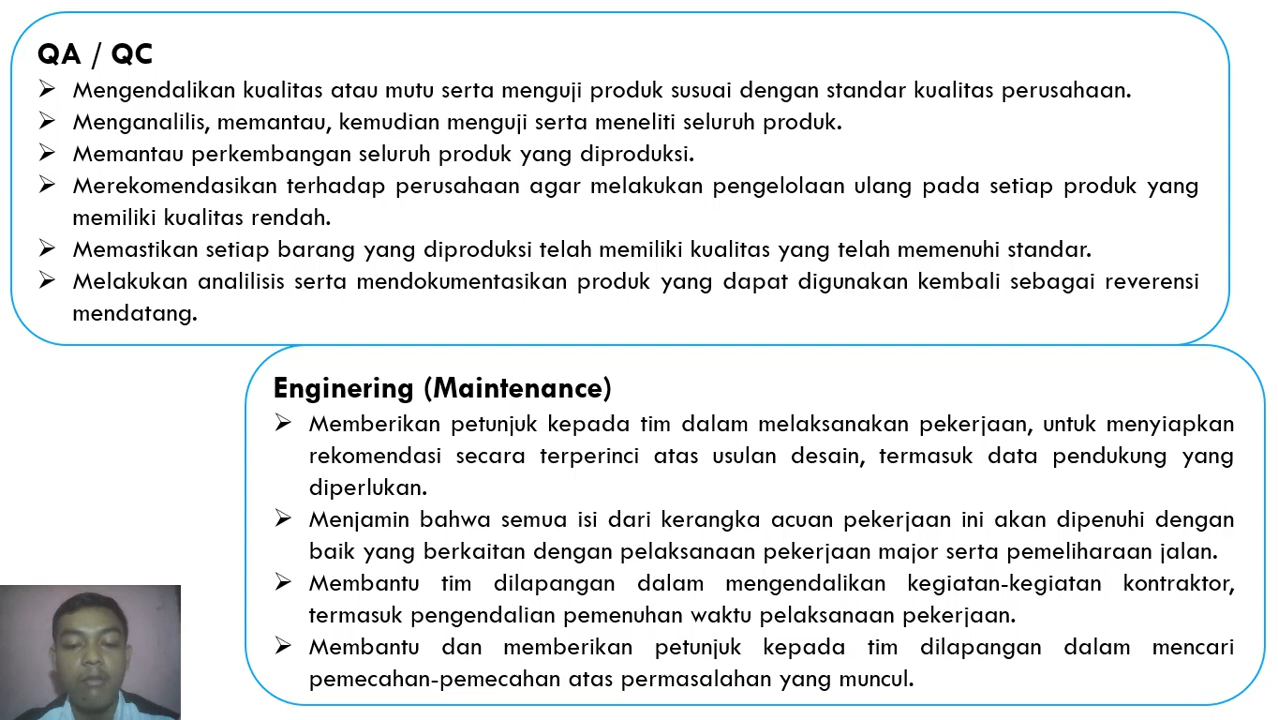 QA / QC
➢ Mengendalikan kualitas atau mutu serta menguji produk susuai dengan standar kualitas perusahaan.
➢ Menganalilis, memantau, kemudian menguji serta meneliti seluruh produk.
➢ Memantau perkembangan seluruh produk yang diproduksi.
➢ Merekomendasikan terhadap perusahaan agar melakukan pengelolaan ulang pada setiap produk yang
memiliki kualitas rendah.
➢ Memastikan setiap barang yang diproduksi telah memiliki kualitas yang telah memenuhi standar.
➢ Melakukan analilisis serta mendokumentasikan produk yang dapat digunakan kembali sebagai reverensi
mendatang.
Enginering (Maintenance)
➢ Memberikan petunjuk kepada tim dalam melaksanakan pekerjaan, untuk menyiapkan
rekomendasi secara terperinci atas usulan desain, termasuk data pendukung yang
diperlukan.
➢ Menjamin bahwa semua isi dari kerangka acuan pekerjaan ini akan dipenuhi dengan
baik yang berkaitan dengan pelaksanaan pekerjaan major serta pemeliharaan jalan.
➢ Membantu tim dilapangan dalam mengendalikan kegiatan-kegiatan kontraktor,
termasuk pengendalian pemenuhan waktu pelaksanaan pekerjaan.
➢ Membantu dan memberikan petunjuk kepada tim dilapangan dalam mencari
pemecahan-pemecahan atas permasalahan yang muncul.